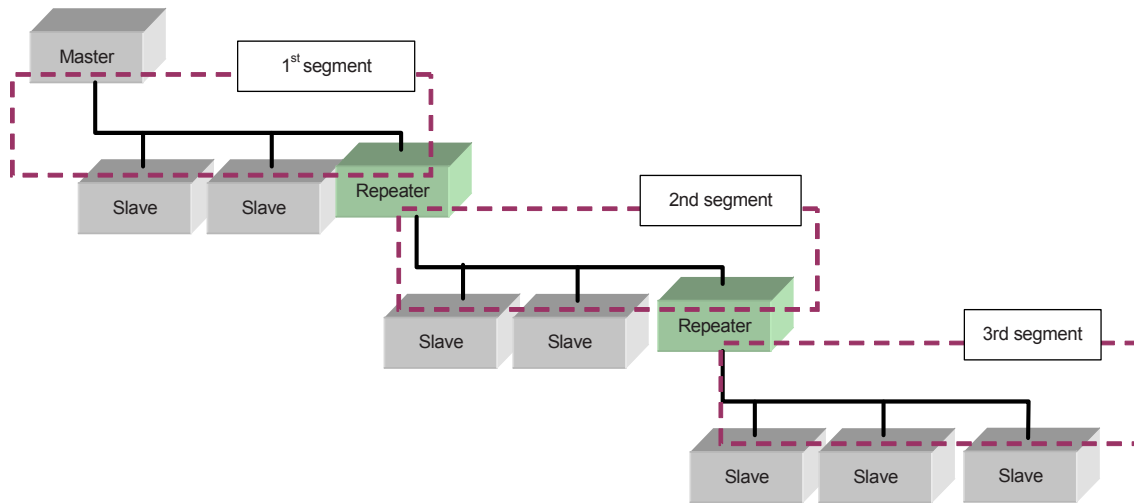 Master
1st segment
Slave
Slave
Repeater
2nd segment
Slave
Slave
Repeater
3rd segment
Slave
Slave
Slave